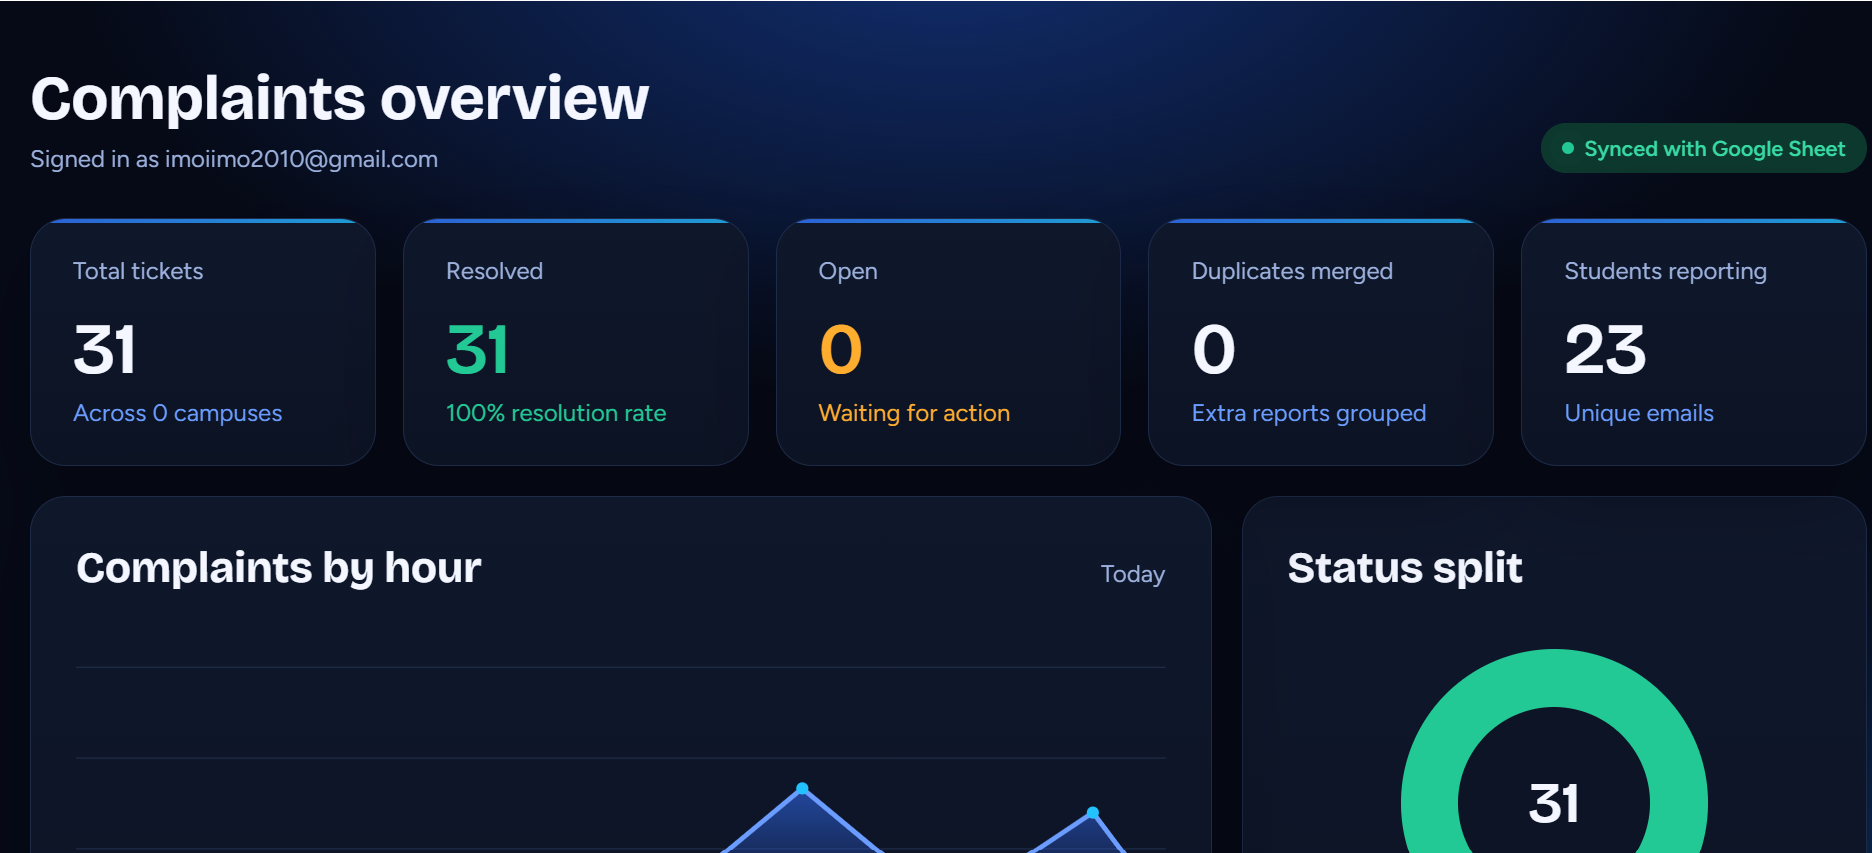 Complaints overview
Signed in as imoiimo2010@gmail.com
Synced with Google Sheet
Total tickets
31
Across 0 campuses
Resolved
31
100% resolution rate
Open
0
Waiting for action
Duplicates merged
0
Extra reports grouped
Students reporting
23
Unique emails
Complaints by hour
Today
Status split
31